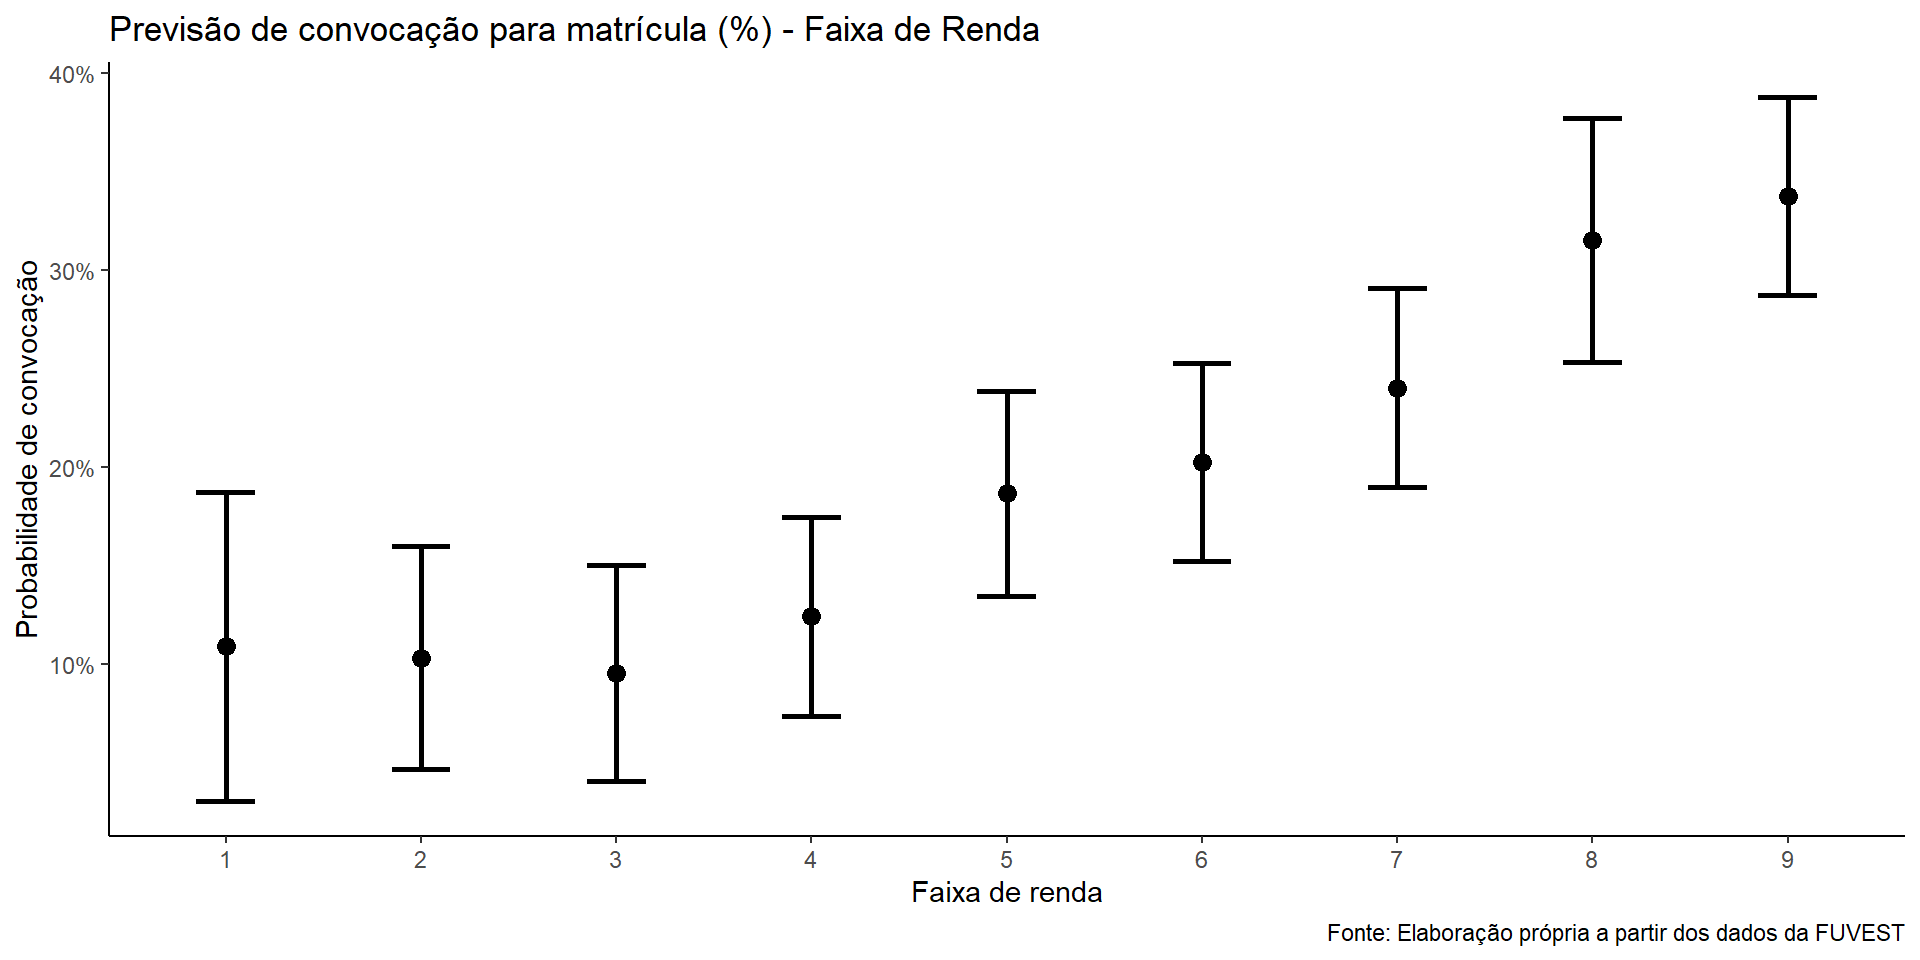 Previsão de convocação para matrícula (%) - Faixa de Renda
Probabilidade de convocação
40%
30%
20%
10%
1 2 3 4 5 6 7 8 9
Faixa de renda
Fonte: Elaboração própria a partir dos dados da FUVEST